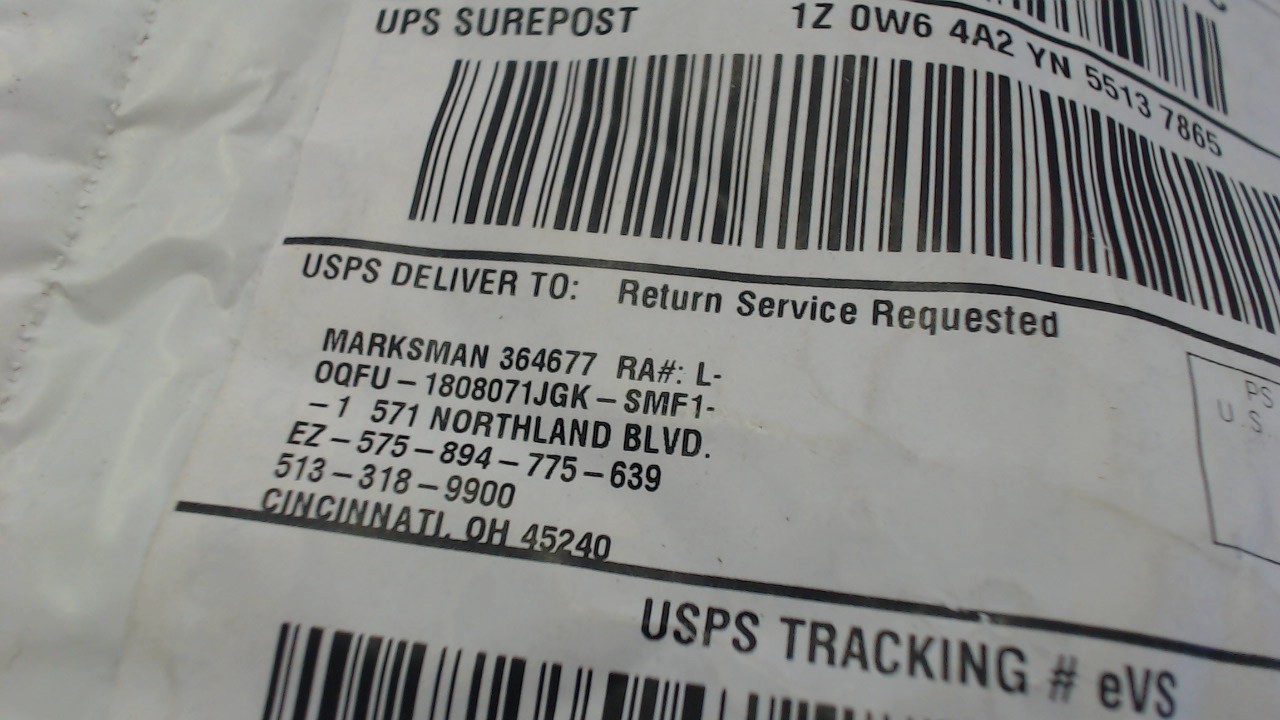 UPS SUREPOST 1Z 0W6 4A2 YN 5513 7865
USPS DELIVER TO: Return Service Requested
MARKSMAN 364677 RA#: L-
OQFU – 1808071JGK – SMF1-
– 1 571 NORTHLAND BLVD.
EZ – 575 – 894 – 775 – 639
513 – 318 – 9900
CINCINNATI, OH 45240
PS
U.S.
USPS TRACKING # eVS